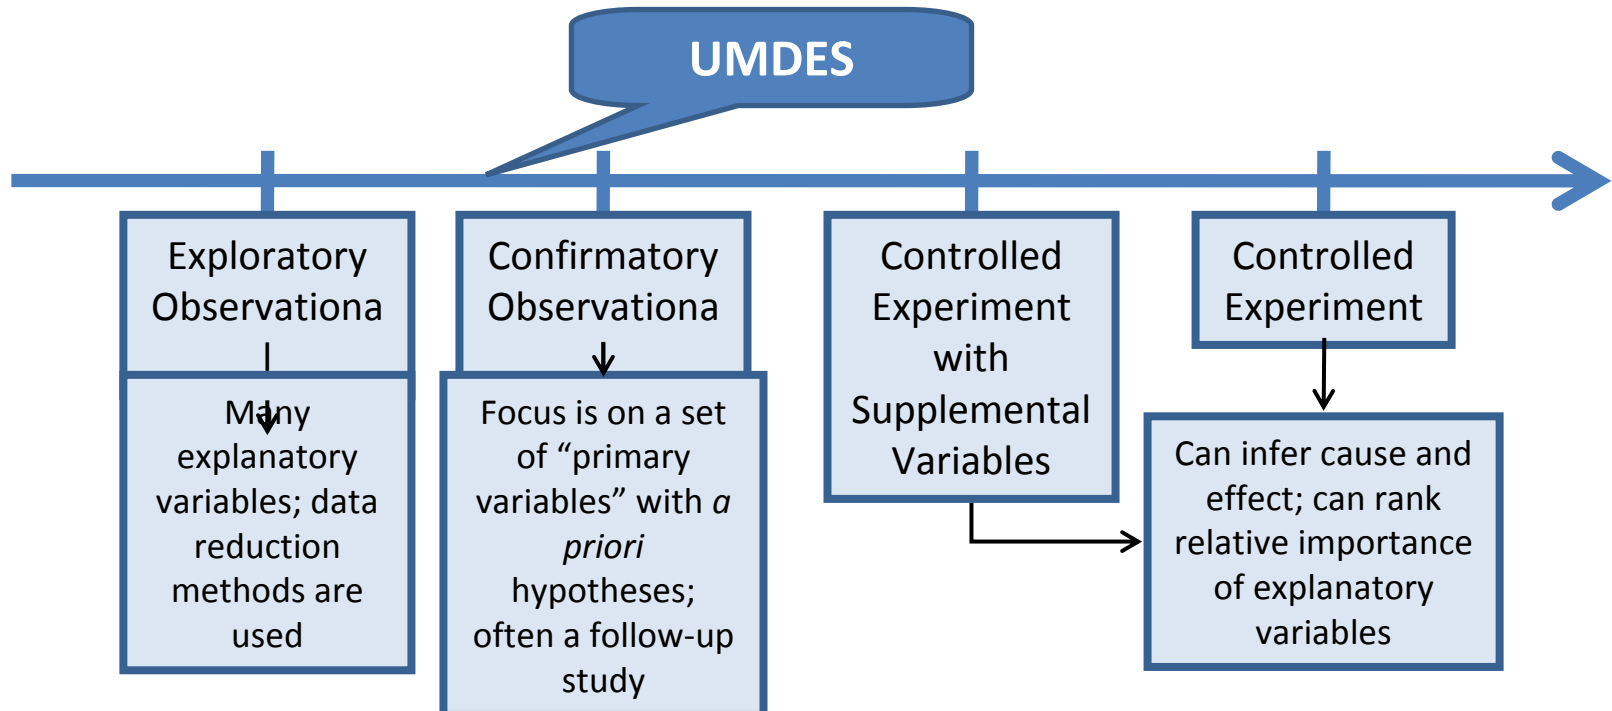 UMDES
Exploratory
Observationa
Many
explanatory
variables; data
reduction
methods are
used
Confirmatory
Observationa
Focus is on a set
of “primary
variables” with a
priori
hypotheses;
often a follow-up
study
Controlled
Experiment
with
Supplemental
Variables
Controlled
Experiment
Can infer cause and
effect; can rank
relative importance
of explanatory
variables